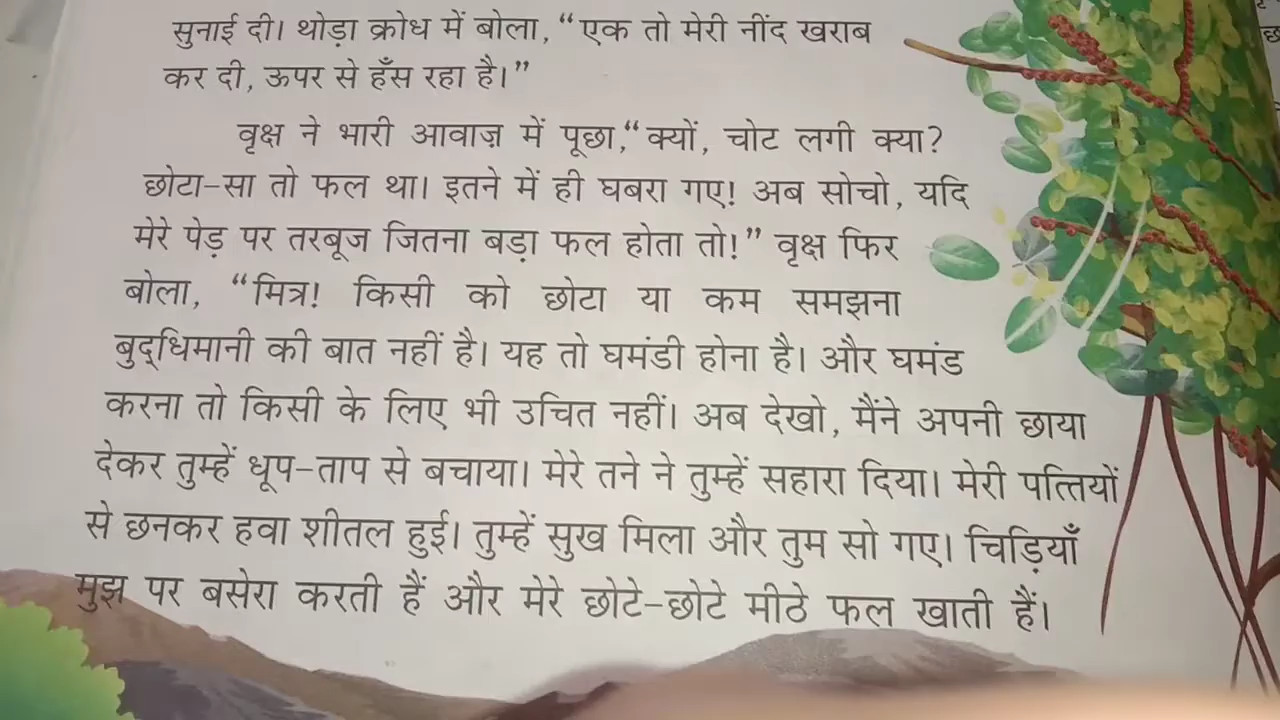 सुनाई दी। थोड़ा क्रोध में बोला, “एक तो मेरी नींद खराब
कर दी, ऊपर से हँस रहा है।”
वृक्ष ने भारी आवाज़ में पूछा,“क्यों, चोट लगी क्या?
छोटा-सा तो फल था। इतने में ही घबरा गए! अब सोचो, यदि
मेरे पेड़ पर तरबूज जितना बड़ा फल होता तो!” वृक्ष फिर
बोला, “मित्र! किसी को छोटा या कम समझना
बुद्धिमानी की बात नहीं है। यह तो घमंडी होना है। और घमंड
करना तो किसी के लिए भी उचित नहीं। अब देखो, मैंने अपनी छाया
देकर तुम्हें धूप-ताप से बचाया। मेरे तने ने तुम्हें सहारा दिया। मेरी पत्तियों
से छनकर हवा शीतल हुई। तुम्हें सुख मिला और तुम सो गए। चिड़ियाँ
मुझ पर बसेरा करती हैं और मेरे छोटे-छोटे मीठे फल खाती हैं।